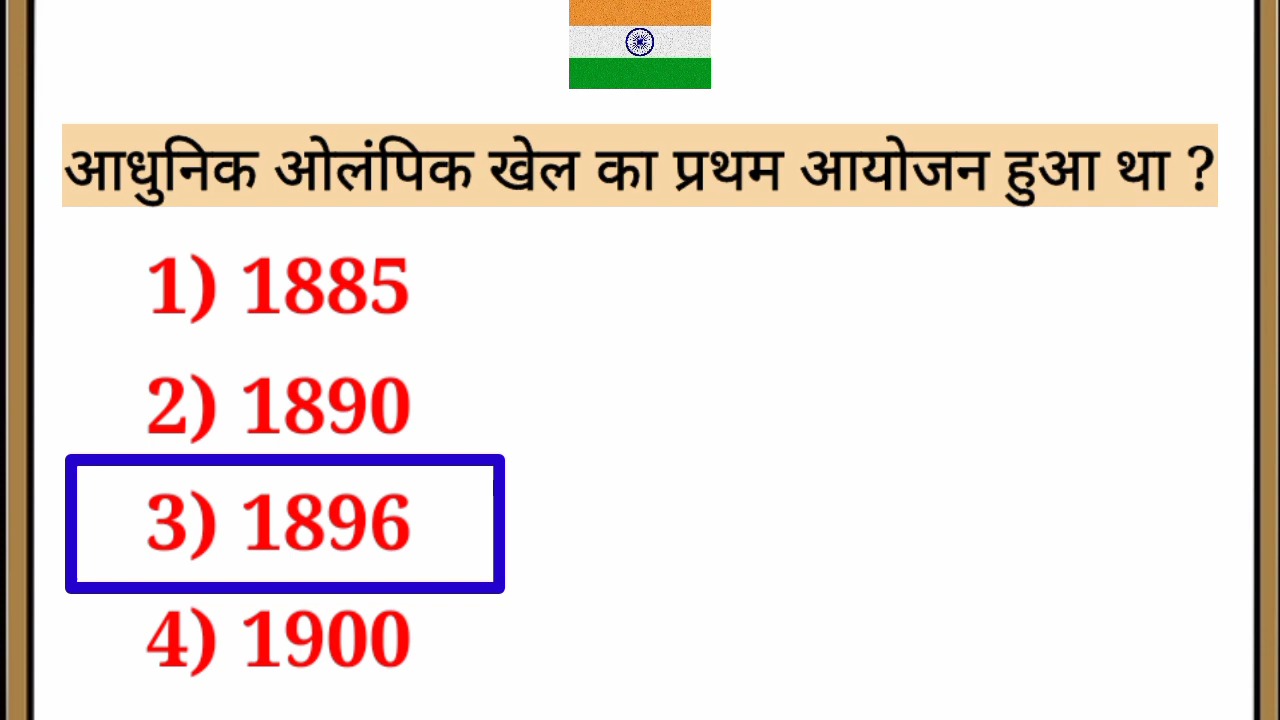 आधुनिक ओलंपिक खेल का प्रथम आयोजन हुआ था ?
1) 1885
2) 1890
3) 1896
4) 1900